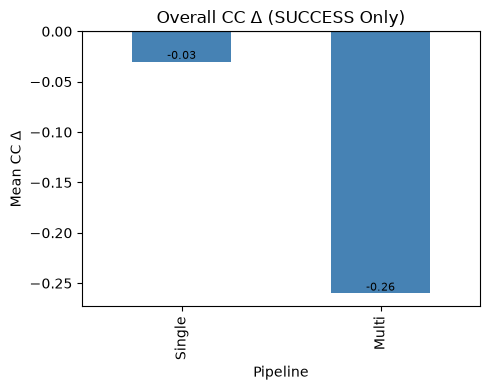 Overall CC Δ (SUCCESS Only)
0.00
−0.05
−0.10
−0.15
−0.20
−0.25
Mean CC Δ
-0.03
-0.26
Single
Multi
Pipeline